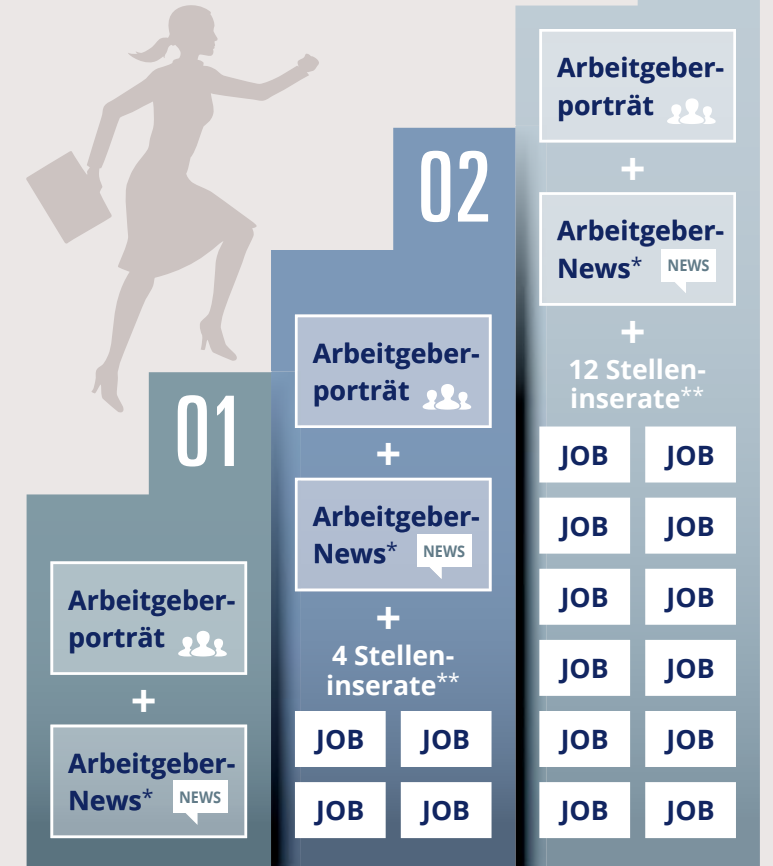 01
Arbeitgeber-
porträt
+
Arbeitgeber-
News*
NEWS
02
Arbeitgeber-
porträt
+
Arbeitgeber-
News*
NEWS
+
4 Stellen-
inserate**
JOB JOB
JOB JOB
Arbeitgeber-
porträt
+
Arbeitgeber-
News*
NEWS
+
12 Stellen-
inserate**
JOB JOB
JOB JOB
JOB JOB
JOB JOB
JOB JOB
JOB JOB